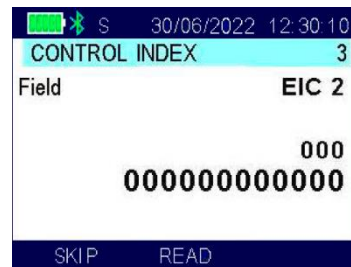 S 30/06/2022 12:30:10
CONTROL INDEX 3
Field EIC 2
000
000000000000
SKIP READ